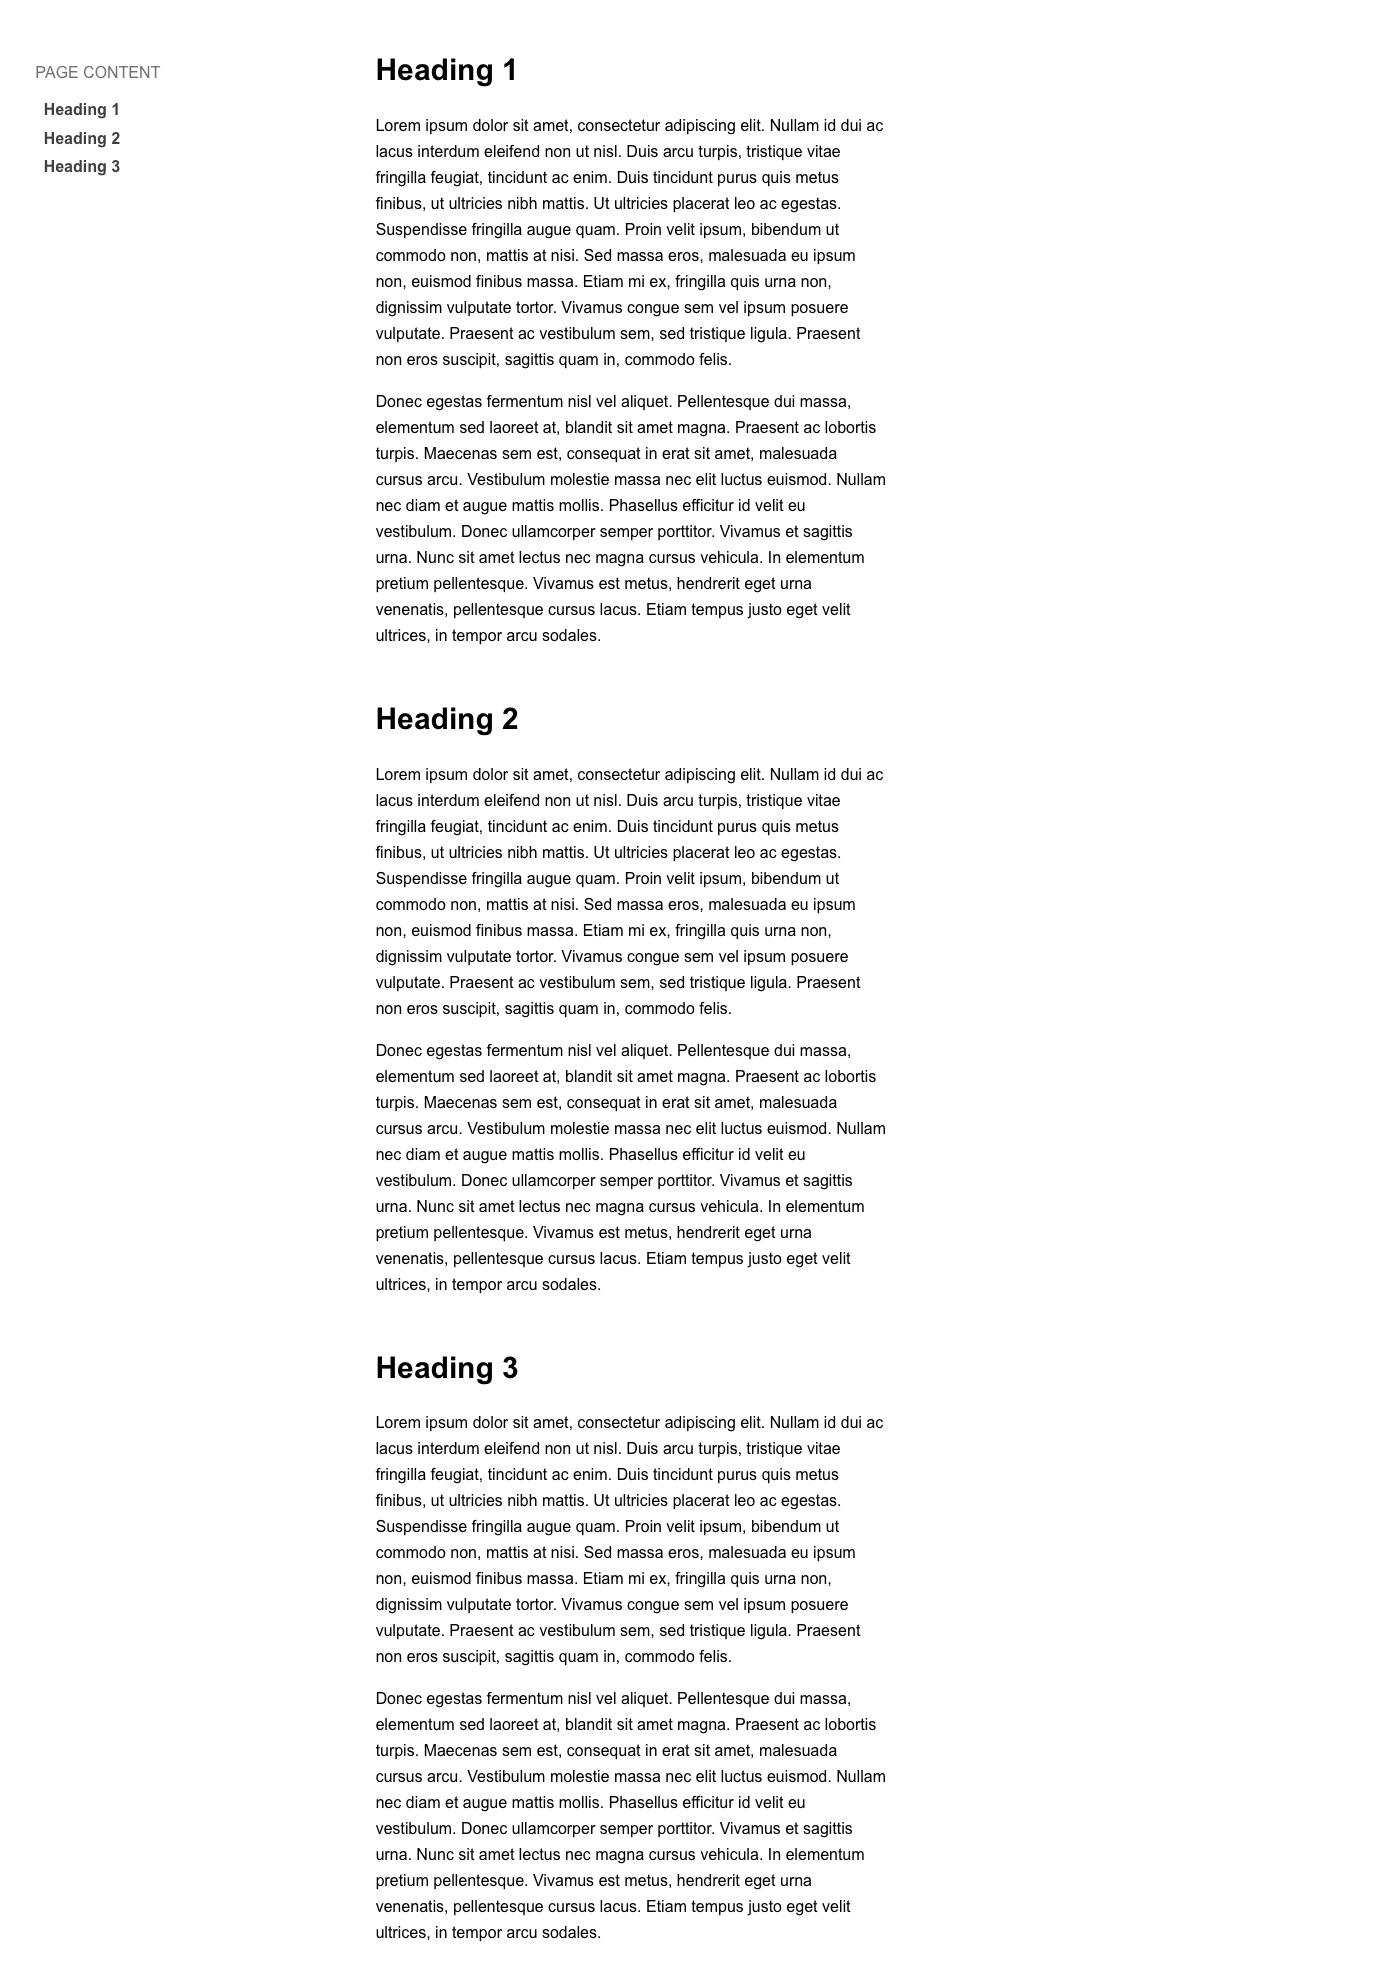 PAGE CONTENT
Heading 1
Heading 2
Heading 3
Heading 1
Lorem ipsum dolor sit amet, consectetur adipiscing elit. Nullam id dui ac
lacus interdum eleifend non ut nisl. Duis arcu turpis, tristique vitae
fringilla feugiat, tincidunt ac enim. Duis tincidunt purus quis metus
finibus, ut ultricies nibh mattis. Ut ultricies placerat leo ac egestas.
Suspendisse fringilla augue quam. Proin velit ipsum, bibendum ut
commodo non, mattis at nisi. Sed massa eros, malesuada eu ipsum
non, euismod finibus massa. Etiam mi ex, fringilla quis urna non,
dignissim vulputate tortor. Vivamus congue sem vel ipsum posuere
vulputate. Praesent ac vestibulum sem, sed tristique ligula. Praesent
non eros suscipit, sagittis quam in, commodo felis.
Donec egestas fermentum nisl vel aliquet. Pellentesque dui massa,
elementum sed laoreet at, blandit sit amet magna. Praesent ac lobortis
turpis. Maecenas sem est, consequat in erat sit amet, malesuada
cursus arcu. Vestibulum molestie massa nec elit luctus euismod. Nullam
nec diam et augue mattis mollis. Phasellus efficitur id velit eu
vestibulum. Donec ullamcorper semper porttitor. Vivamus et sagittis
urna. Nunc sit amet lectus nec magna cursus vehicula. In elementum
pretium pellentesque. Vivamus est metus, hendrerit eget urna
venenatis, pellentesque cursus lacus. Etiam tempus justo eget velit
ultrices, in tempor arcu sodales.
Heading 2
Lorem ipsum dolor sit amet, consectetur adipiscing elit. Nullam id dui ac
lacus interdum eleifend non ut nisl. Duis arcu turpis, tristique vitae
fringilla feugiat, tincidunt ac enim. Duis tincidunt purus quis metus
finibus, ut ultricies nibh mattis. Ut ultricies placerat leo ac egestas.
Suspendisse fringilla augue quam. Proin velit ipsum, bibendum ut
commodo non, mattis at nisi. Sed massa eros, malesuada eu ipsum
non, euismod finibus massa. Etiam mi ex, fringilla quis urna non,
dignissim vulputate tortor. Vivamus congue sem vel ipsum posuere
vulputate. Praesent ac vestibulum sem, sed tristique ligula. Praesent
non eros suscipit, sagittis quam in, commodo felis.
Donec egestas fermentum nisl vel aliquet. Pellentesque dui massa,
elementum sed laoreet at, blandit sit amet magna. Praesent ac lobortis
turpis. Maecenas sem est, consequat in erat sit amet, malesuada
cursus arcu. Vestibulum molestie massa nec elit luctus euismod. Nullam
nec diam et augue mattis mollis. Phasellus efficitur id velit eu
vestibulum. Donec ullamcorper semper porttitor. Vivamus et sagittis
urna. Nunc sit amet lectus nec magna cursus vehicula. In elementum
pretium pellentesque. Vivamus est metus, hendrerit eget urna
venenatis, pellentesque cursus lacus. Etiam tempus justo eget velit
ultrices, in tempor arcu sodales.
Heading 3
Lorem ipsum dolor sit amet, consectetur adipiscing elit. Nullam id dui ac
lacus interdum eleifend non ut nisl. Duis arcu turpis, tristique vitae
fringilla feugiat, tincidunt ac enim. Duis tincidunt purus quis metus
finibus, ut ultricies nibh mattis. Ut ultricies placerat leo ac egestas.
Suspendisse fringilla augue quam. Proin velit ipsum, bibendum ut
commodo non, mattis at nisi. Sed massa eros, malesuada eu ipsum
non, euismod finibus massa. Etiam mi ex, fringilla quis urna non,
dignissim vulputate tortor. Vivamus congue sem vel ipsum posuere
vulputate. Praesent ac vestibulum sem, sed tristique ligula. Praesent
non eros suscipit, sagittis quam in, commodo felis.
Donec egestas fermentum nisl vel aliquet. Pellentesque dui massa,
elementum sed laoreet at, blandit sit amet magna. Praesent ac lobortis
turpis. Maecenas sem est, consequat in erat sit amet, malesuada
cursus arcu. Vestibulum molestie massa nec elit luctus euismod. Nullam
nec diam et augue mattis mollis. Phasellus efficitur id velit eu
vestibulum. Donec ullamcorper semper porttitor. Vivamus et sagittis
urna. Nunc sit amet lectus nec magna cursus vehicula. In elementum
pretium pellentesque. Vivamus est metus, hendrerit eget urna
venenatis, pellentesque cursus lacus. Etiam tempus justo eget velit
ultrices, in tempor arcu sodales.